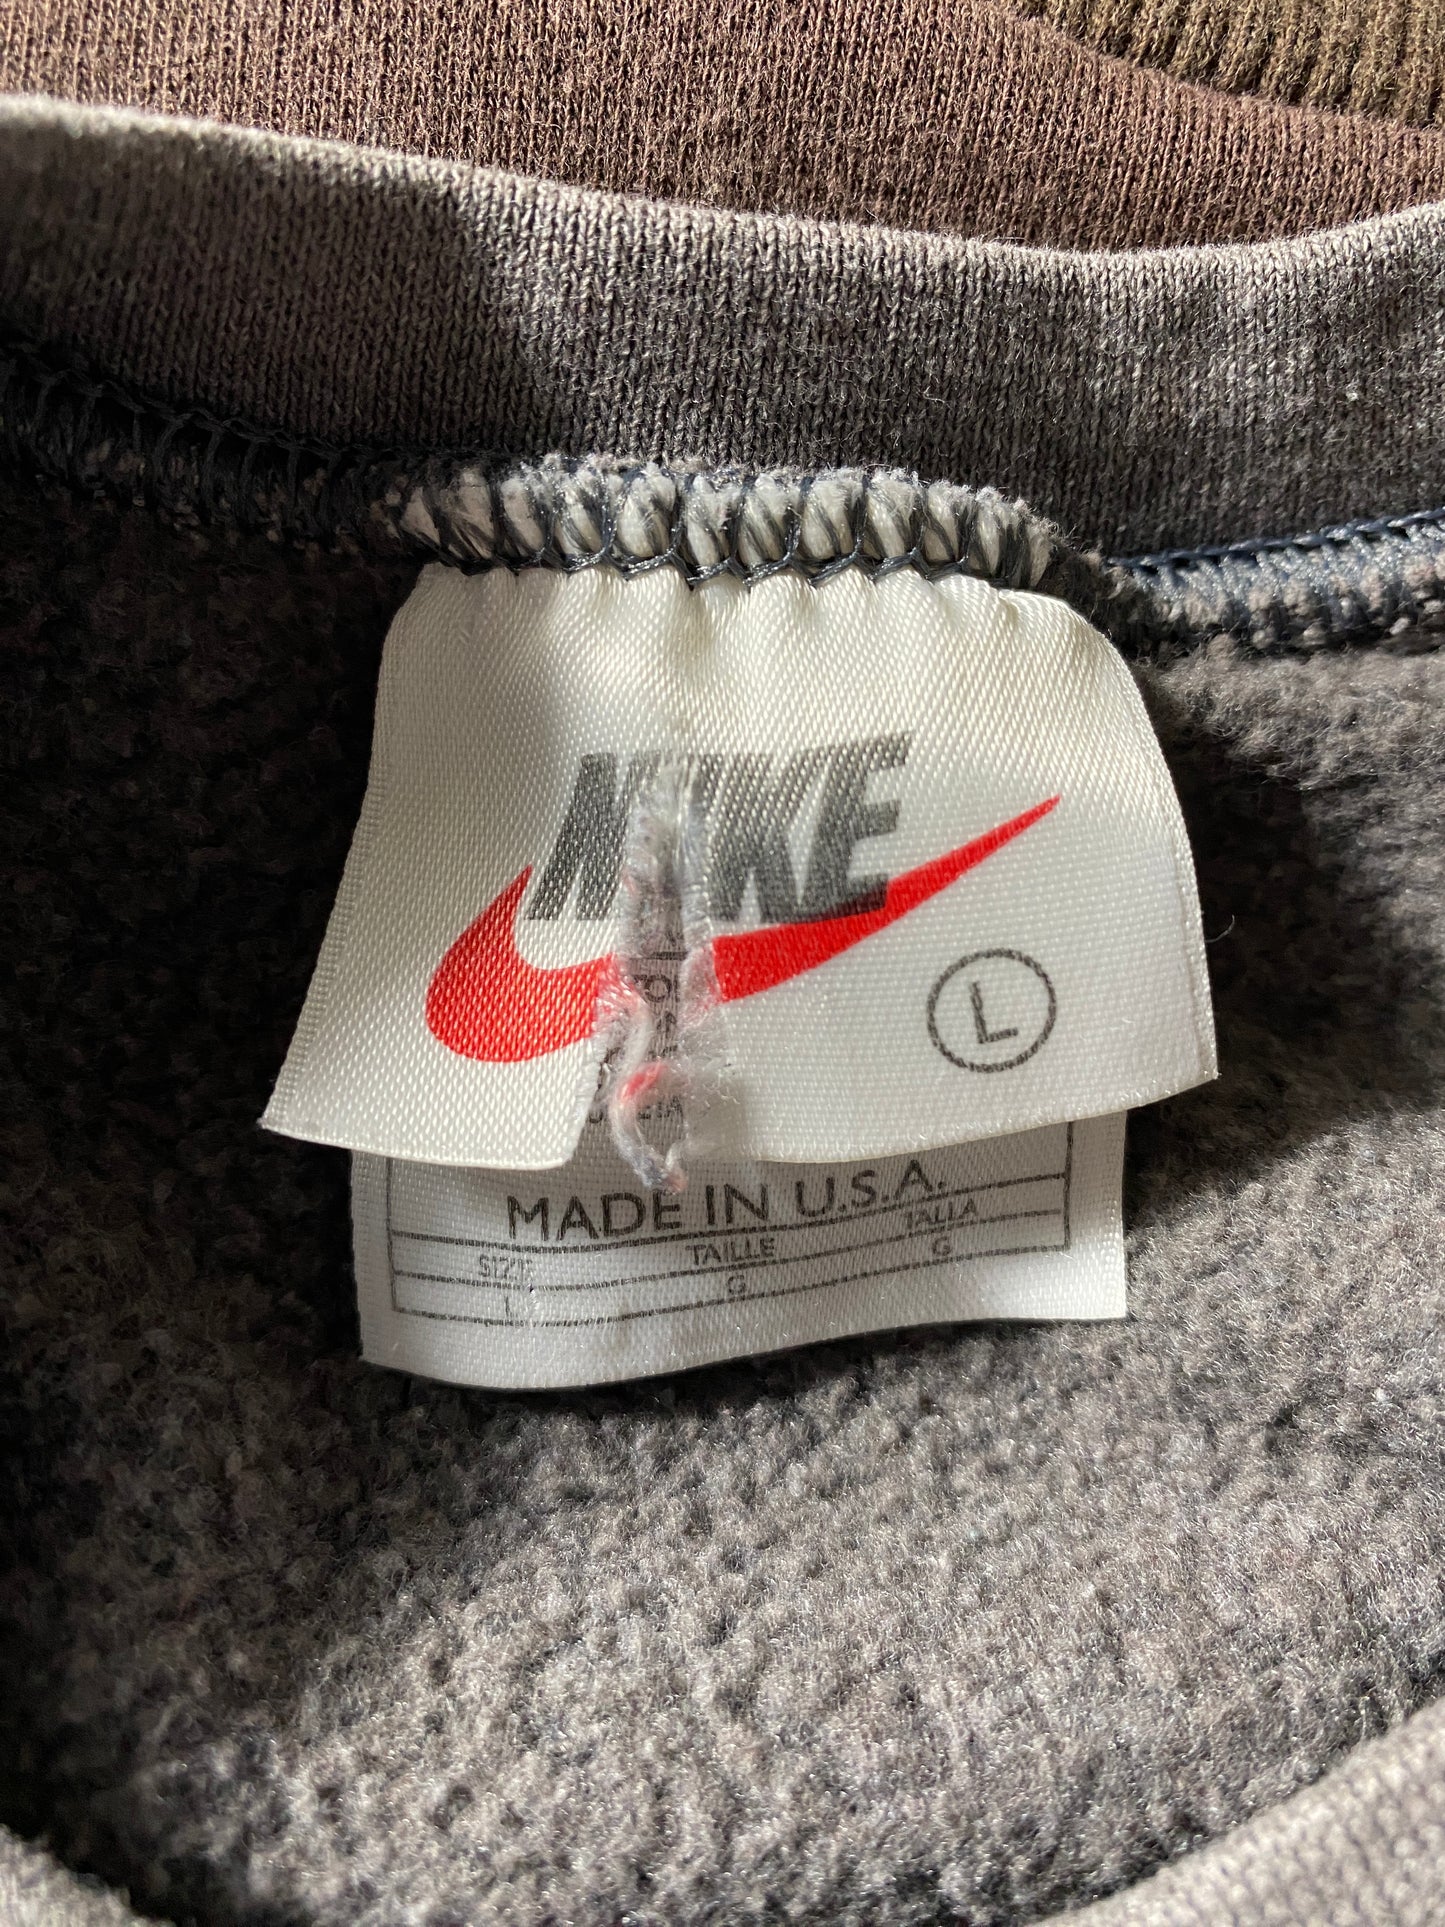 NIKE
L
MADE IN U.S.A.
SIZE TAILLE TALLA
L G G